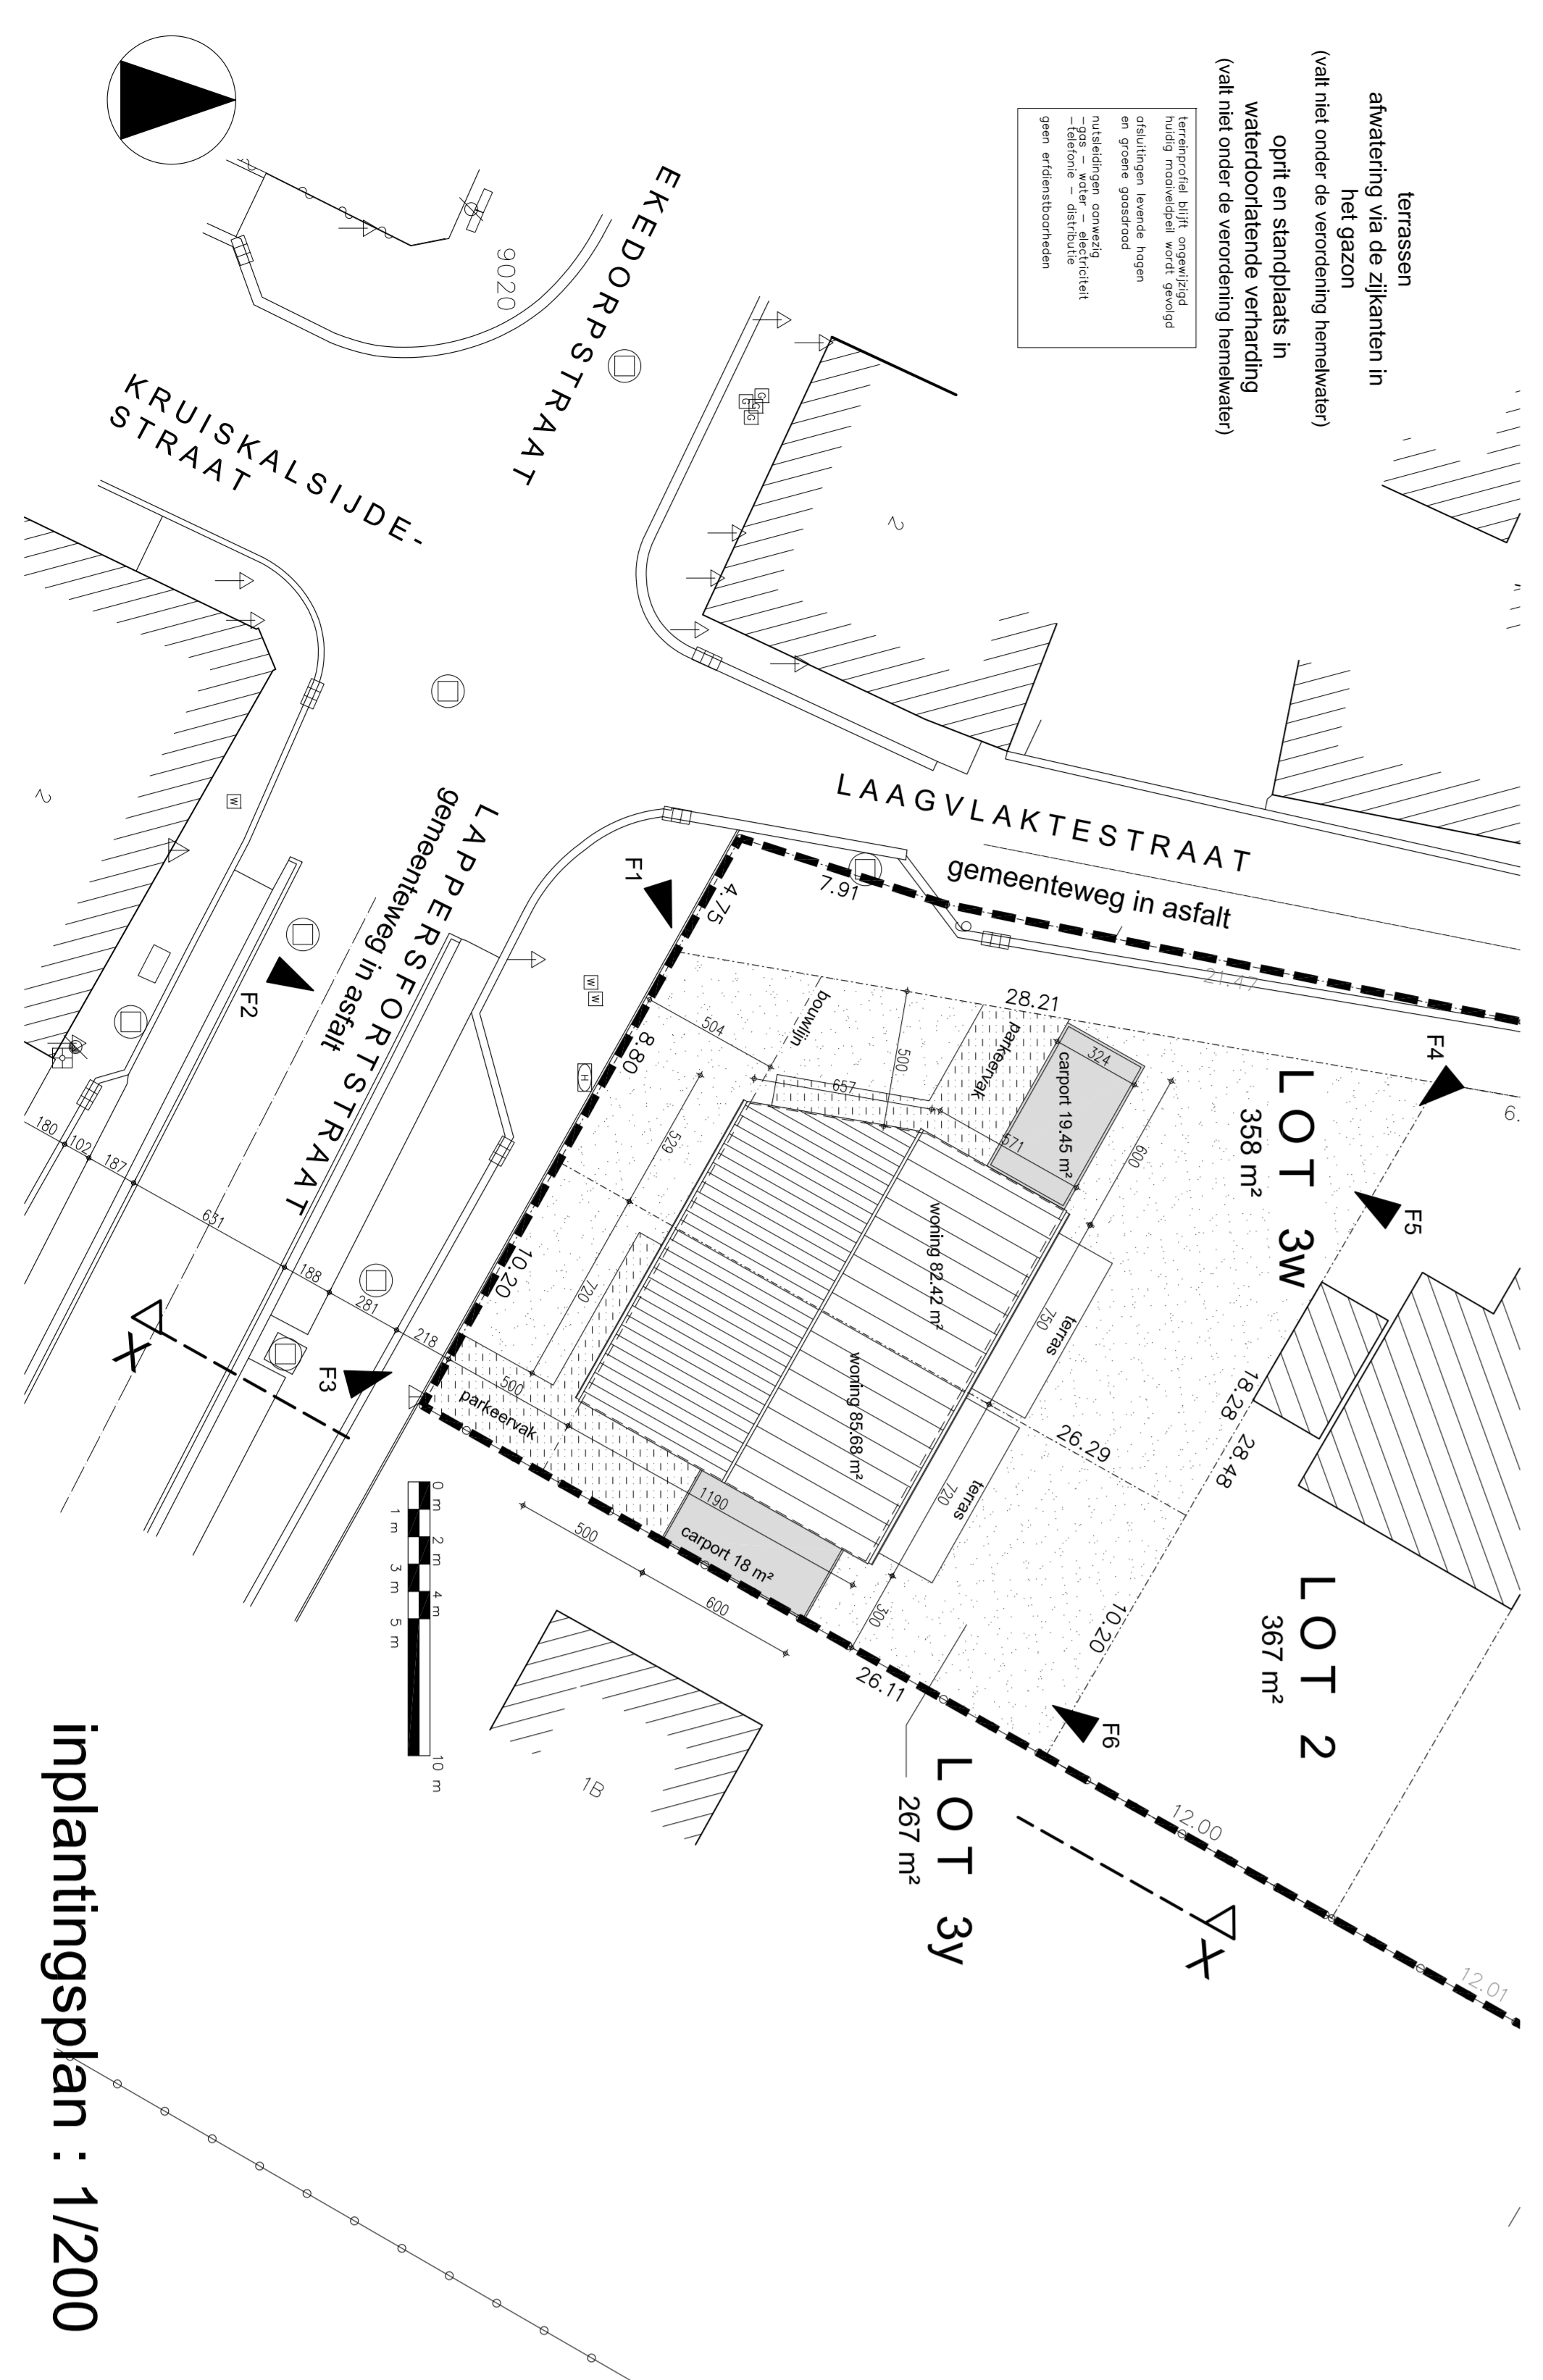 terrassen
afwatering via de zijkanten in
het gazon
(valt niet onder de verordening hemelwater)
oprit en standplaats in
waterdoorlatende verharding
(valt niet onder de verordening hemelwater)
terreinprofiel blijft ongewijzigd
huidig maaiveldpeil wordt gevolgd
afsluitingen levende hagen
en groene gaasdraad
nutsleidingen aanwezig
-gas - water - electriciteit
-telefonie - distributie
geen erfdienstbaarheden
EKEDORPSTRAAT
9020
KRUISKALSIJDE-
STRAAT
G
G
G
G
2
2
W
LAAGVLAKTESTRAAT
gemeenteweg in asfalt
LAPPERSFORTSTRAAT
gemeenteweg in asfalt
F1
F2
F3
F4
F5
F6
4.75
7.91
21.47
28.21
8.80
10.20
W
W
H
bouwlijn
504
500
657
parkeervak
324
carport 19.45 m²
571
600
529
720
woning 82.42 m²
750
terras
woning 85.68 m²
720
terras
26.29
18.28
28.48
10.20
LOT 3w
358 m²
LOT 2
367 m²
LOT 3y
267 m²
6.
180
102
187
631
188
281
218
500
parkeervak
1190
carport 18 m²
500
600
300
26.11
12.00
12.01
X
X
0 m
1 m
2 m
3 m
4 m
5 m
10 m
1B
inplantingsplan : 1/200